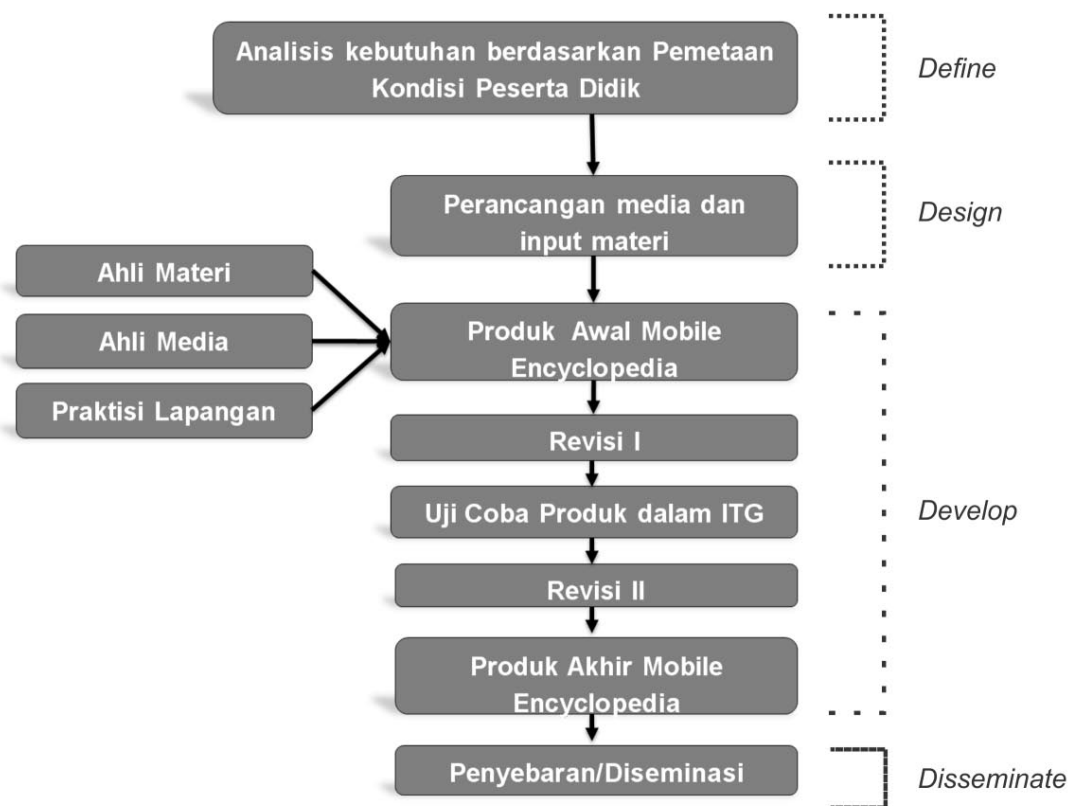 Analisis kebutuhan berdasarkan Pemetaan
Kondisi Peserta Didik
Define
Perancangan media dan
input materi
Design
Ahli Materi
Ahli Media
Praktisi Lapangan
Produk Awal Mobile
Encyclopedia
Revisi I
Uji Coba Produk dalam ITG
Revisi II
Produk Akhir Mobile
Encyclopedia
Develop
Penyebaran/Diseminasi
Disseminate